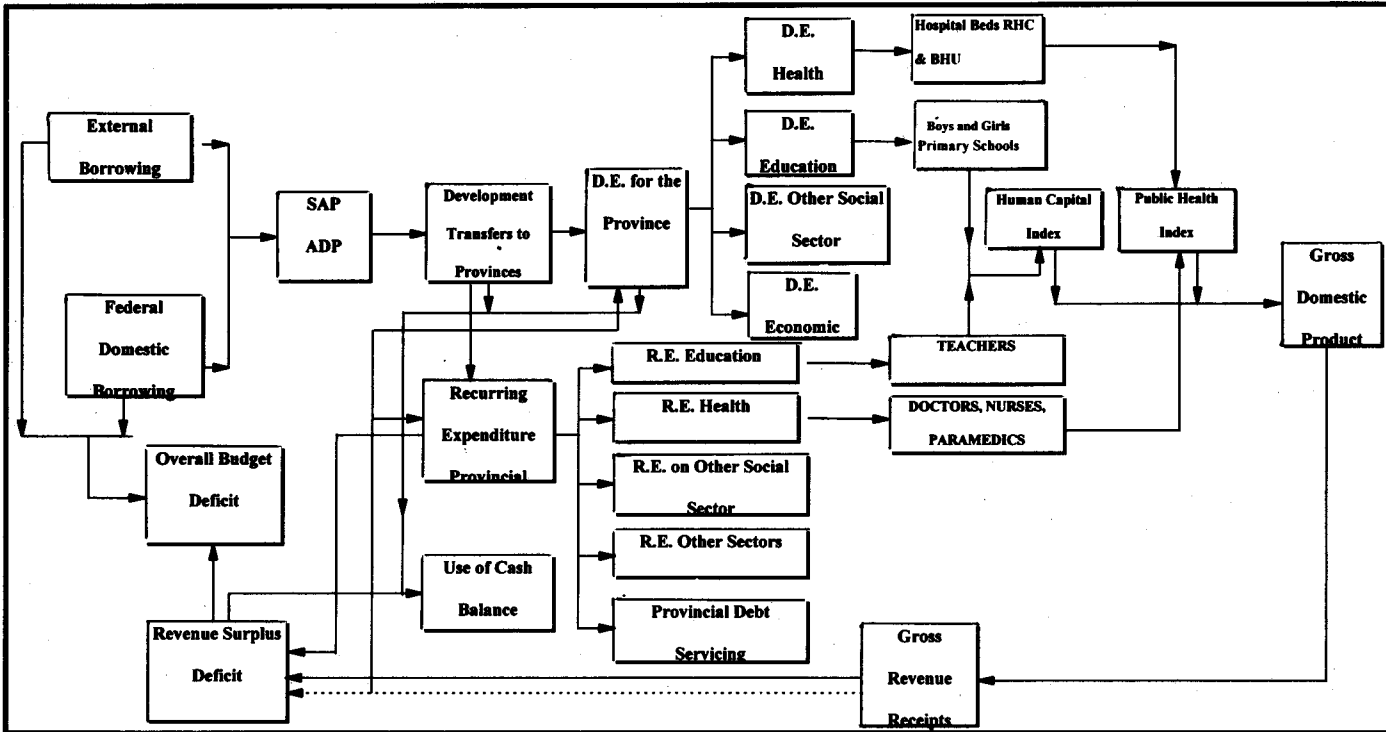 External
Borrowing
Federal
Domestic
Borrowing
Overall Budget
Deficit
Revenue Surplus
Deficit
SAP
ADP
Development
Transfers to
Provinces
Recurring
Expenditure
Provincial
Use of Cash
Balance
D.E. for the
Province
D.E.
Health
D.E.
Education
D.E. Other Social
Sector
D.E.
Economic
R.E. Education
R.E. Health
R.E. on Other Social
Sector
R.E. Other Sectors
Provincial Debt
Servicing
Hospital Beds RHC
& BHU
Boys and Girls
Primary Schools
TEACHERS
DOCTORS, NURSES,
PARAMEDICS
Human Capital
Index
Public Health
Index
Gross
Domestic
Product
Gross
Revenue
Receipts